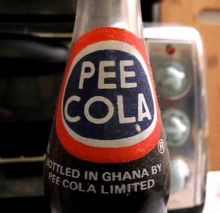 PEE
COLA
®
BOTTLED IN GHANA BY
PEE COLA LIMITED